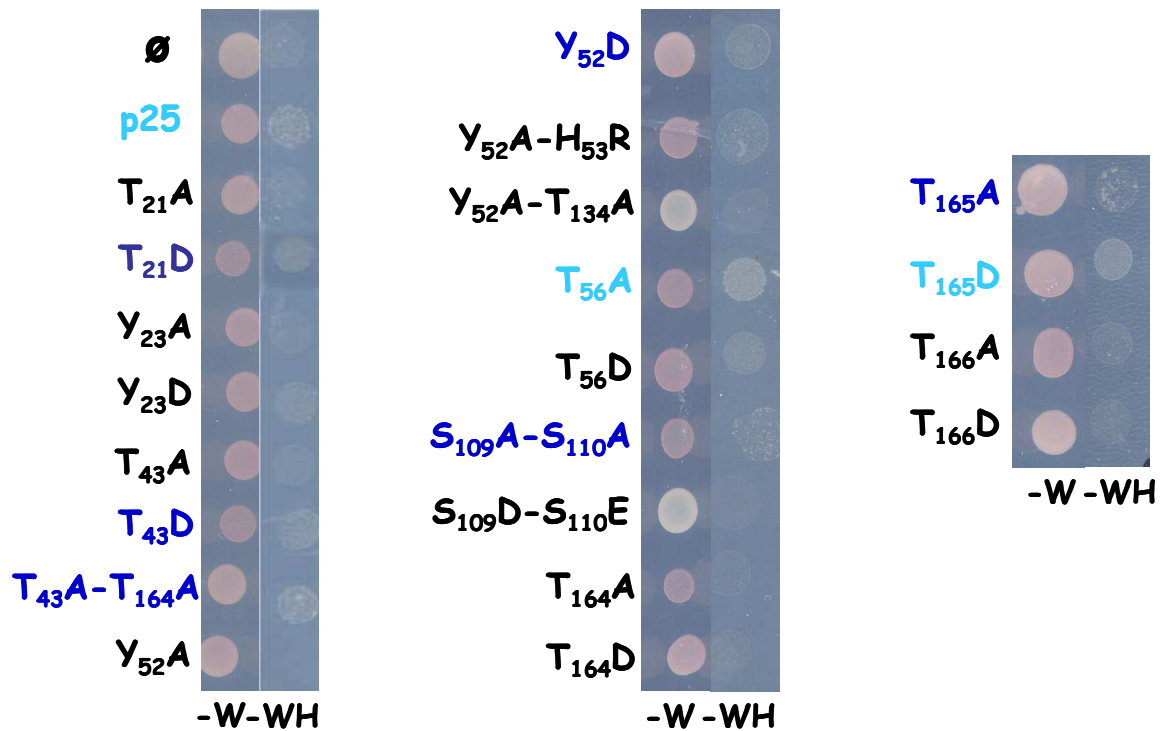 ø
p25
T₂₁A
T₂₁D
Y₂₃A
Y₂₃D
T₄₃A
T₄₃D
T₄₃A-T₁₆₄A
Y₅₂A
-W-WH
Y₅₂D
Y₅₂A-H₅₃R
Y₅₂A-T₁₃₄A
T₅₆A
T₅₆D
S₁₀₉A-S₁₁₀A
S₁₀₉D-S₁₁₀E
T₁₆₄A
T₁₆₄D
-W -WH
T₁₆₅A
T₁₆₅D
T₁₆₆A
T₁₆₆D
-W -WH